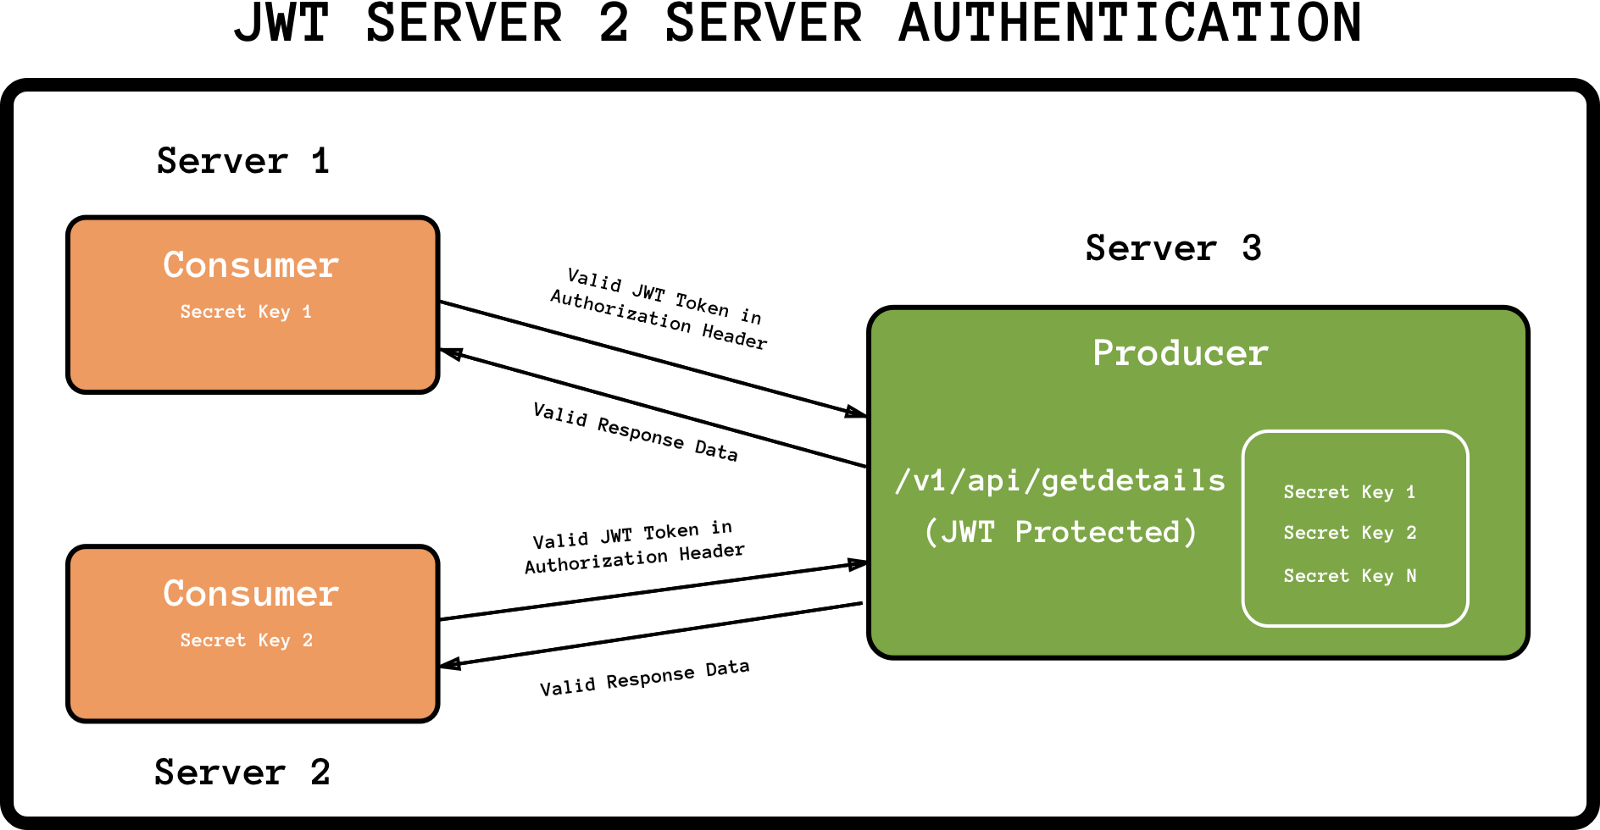 JWT SERVER 2 SERVER AUTHENTICATION
Server 1
Consumer
Secret Key 1
Valid JWT Token in
Authorization Header
Valid Response Data
Server 3
Producer
/v1/api/getdetails
(JWT Protected)
Secret Key 1
Secret Key 2
Secret Key N
Valid JWT Token in
Authorization Header
Valid Response Data
Consumer
Secret Key 2
Server 2